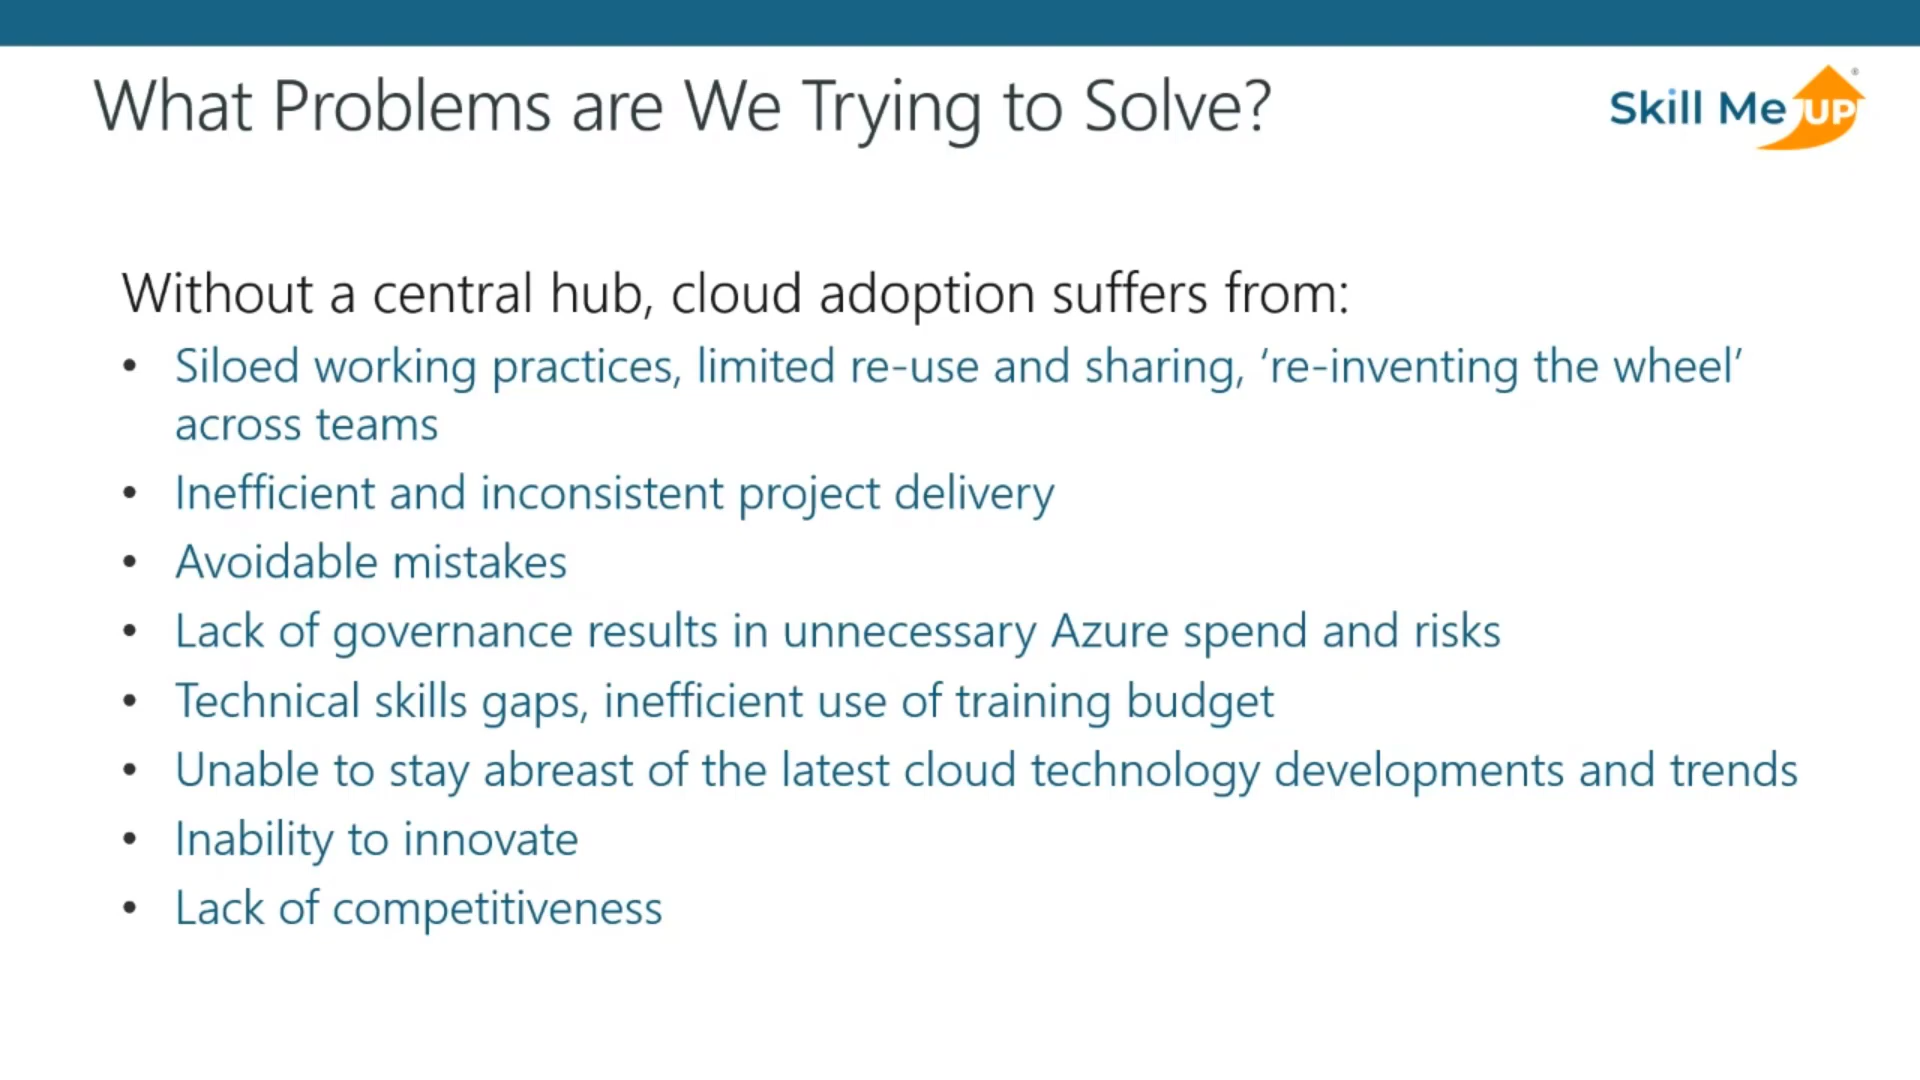 What Problems are We Trying to Solve?
Skill Me UP
®
Without a central hub, cloud adoption suffers from:
• Siloed working practices, limited re-use and sharing, ‘re-inventing the wheel’
across teams
• Inefficient and inconsistent project delivery
• Avoidable mistakes
• Lack of governance results in unnecessary Azure spend and risks
• Technical skills gaps, inefficient use of training budget
• Unable to stay abreast of the latest cloud technology developments and trends
• Inability to innovate
• Lack of competitiveness